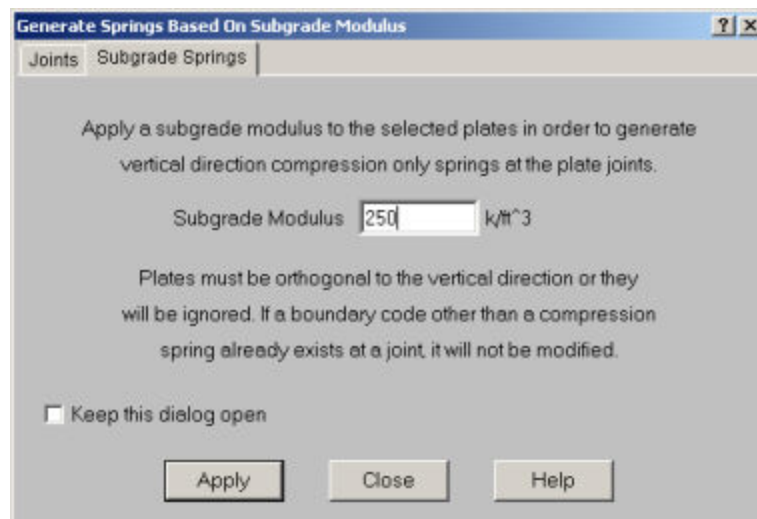 Generate Springs Based On Subgrade Modulus
Joints Subgrade Springs
Apply a subgrade modulus to the selected plates in order to generate
vertical direction compression only springs at the plate joints.
Subgrade Modulus 250 k/ft^3
Plates must be orthogonal to the vertical direction or they
will be ignored. If a boundary code other than a compression
spring already exists at a joint, it will not be modified.
Keep this dialog open
Apply Close Help